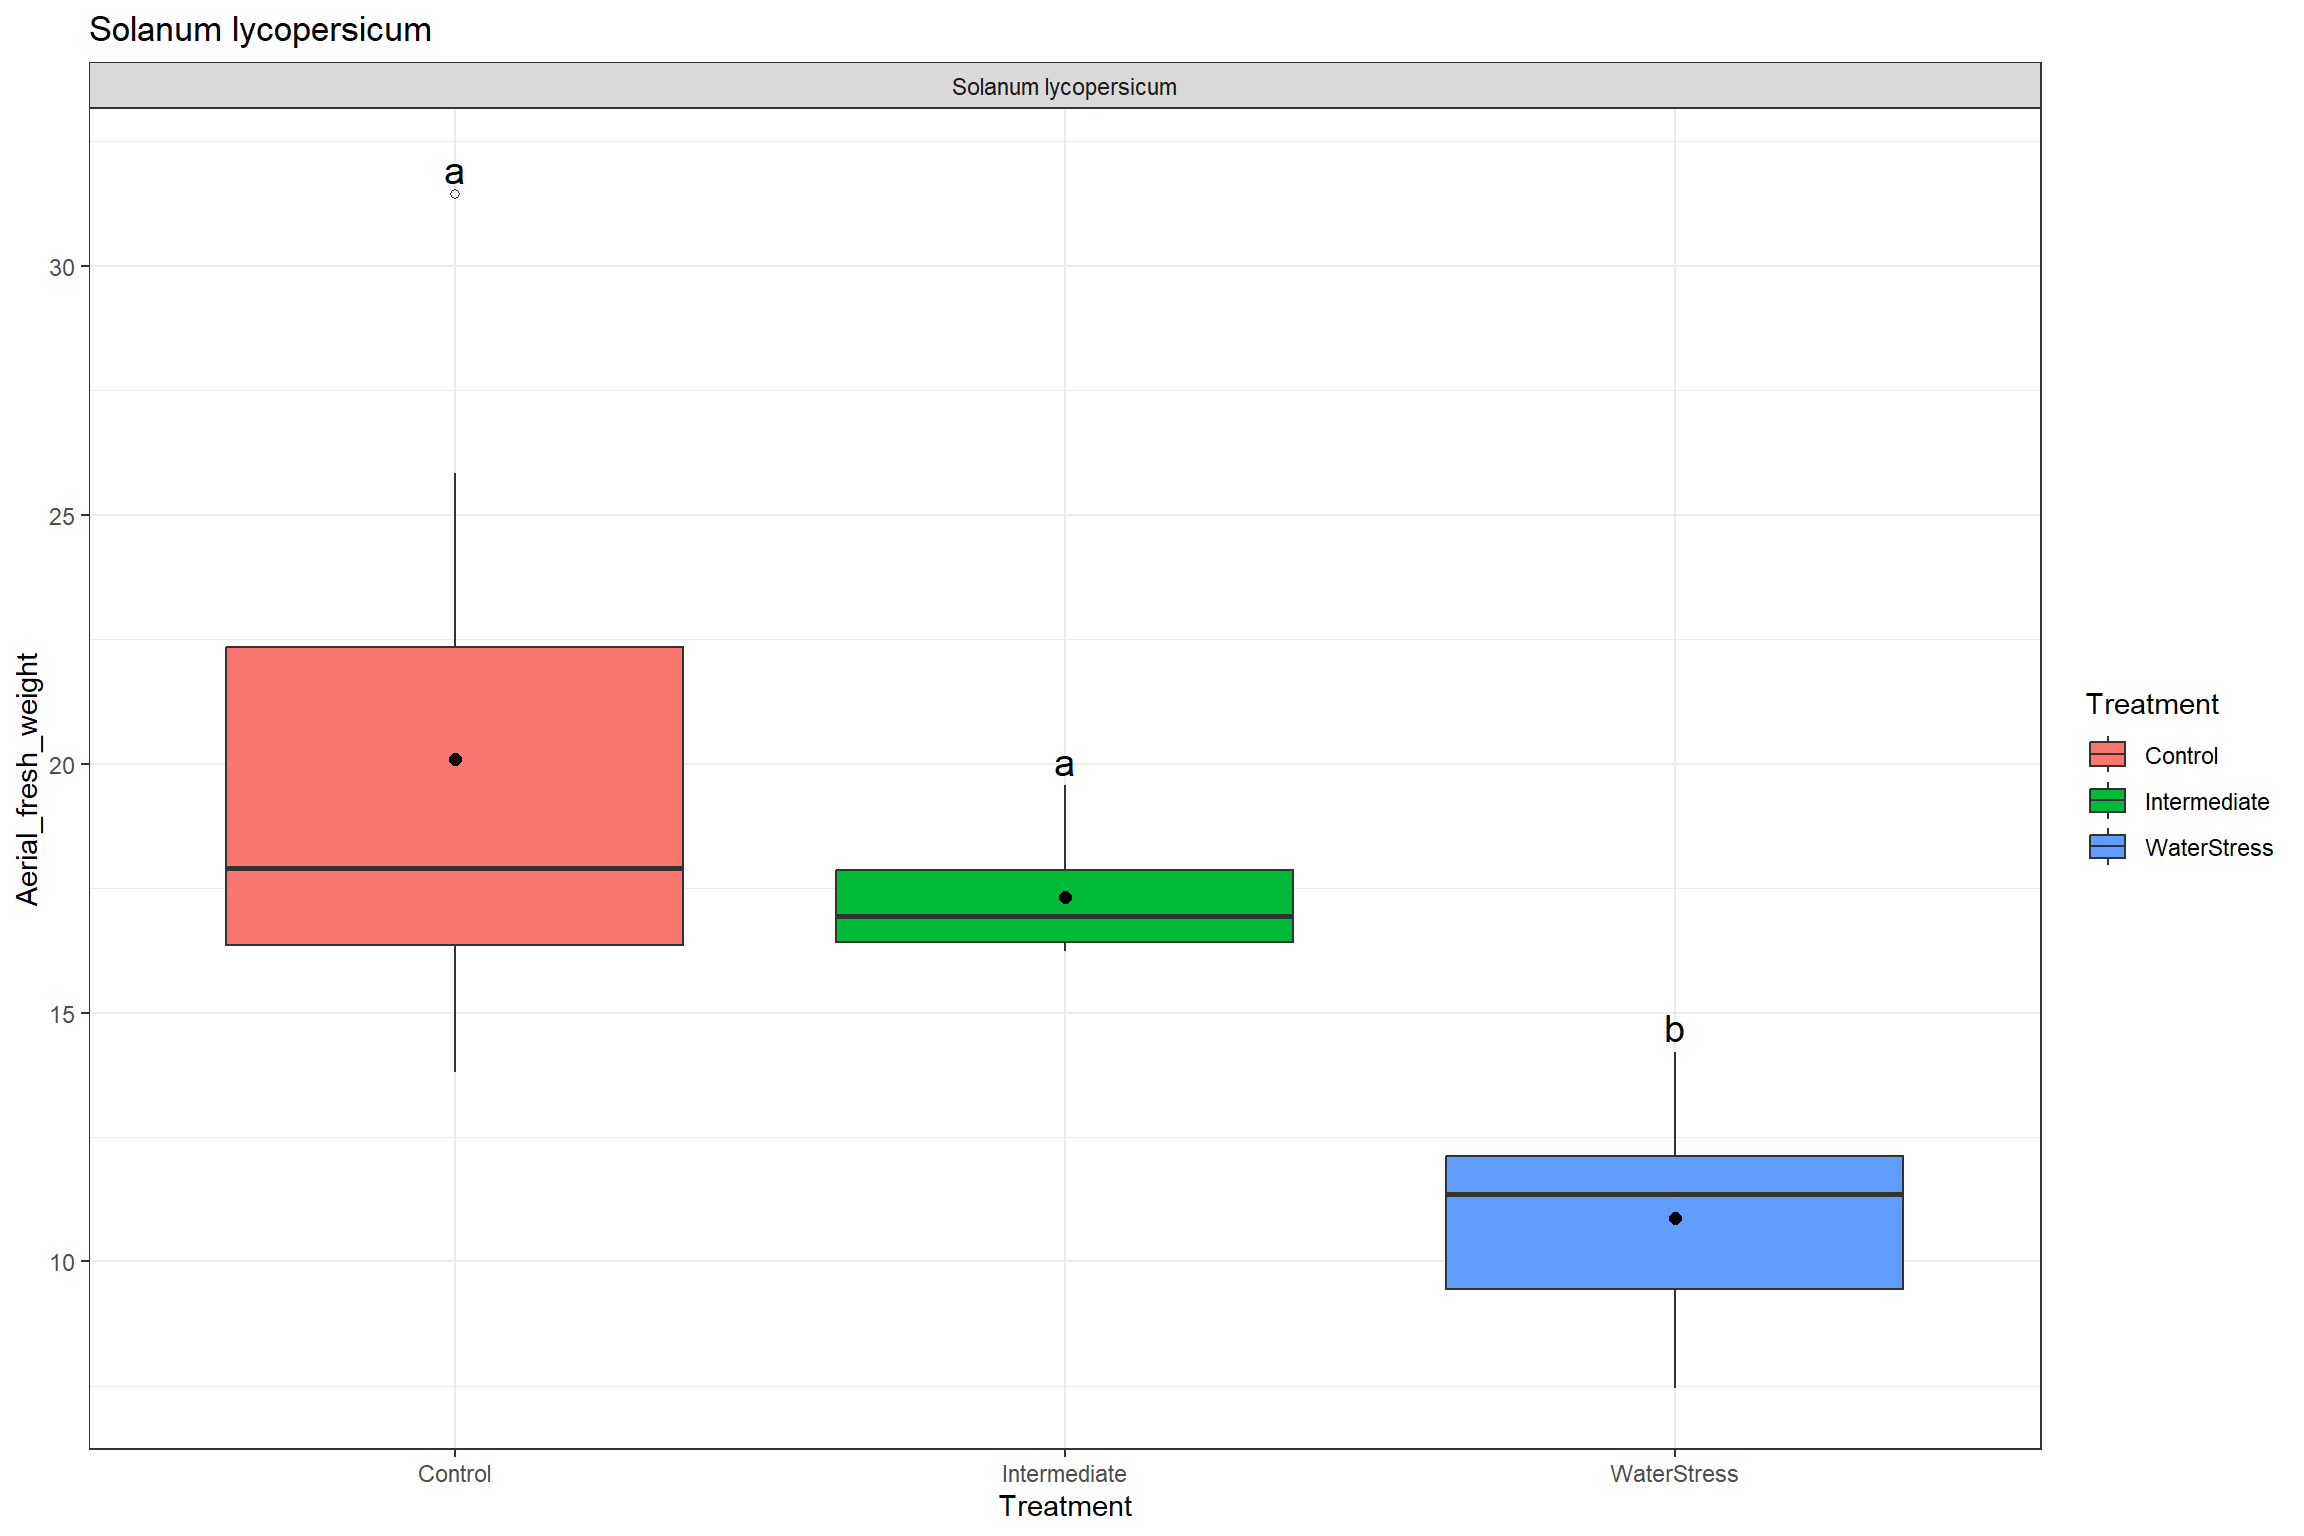 Solanum lycopersicum
Solanum lycopersicum
a
30
25
Aerial_fresh_weight
20
a
15
b
10
Control
Intermediate
WaterStress
Treatment
Treatment
Control
Intermediate
WaterStress